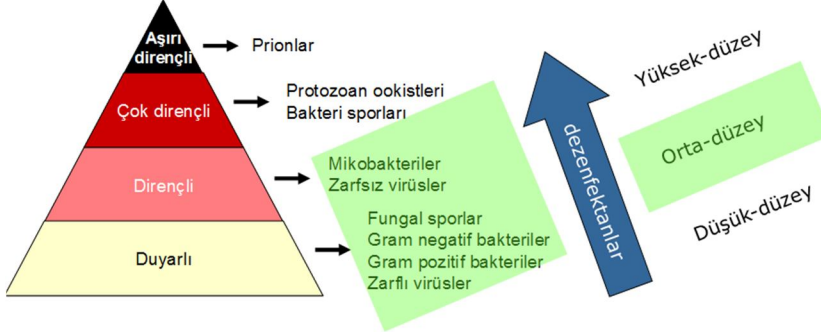 Aşırı
dirençli
Prionlar
Çok dirençli
Protozoan ookistleri
Bakteri sporları
Dirençli
Mikobakteriler
Zarfsız virüsler
Duyarlı
Fungal sporlar
Gram negatif bakteriler
Gram pozitif bakteriler
Zarflı virüsler
dezenfektanlar
Yüksek-düzey
Orta-düzey
Düşük-düzey